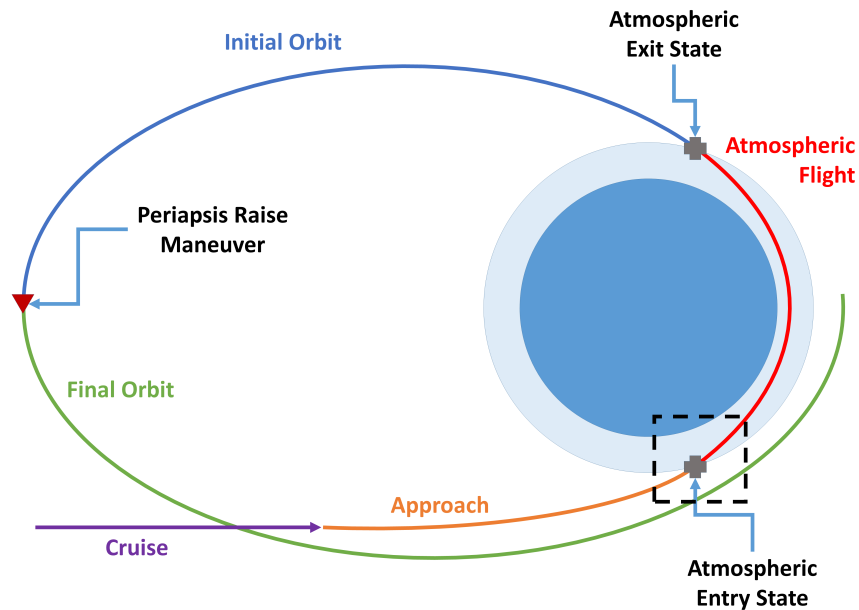 Atmospheric
Exit State
Initial Orbit
Atmospheric
Flight
Periapsis Raise
Maneuver
Final Orbit
Approach
Cruise
Atmospheric
Entry State